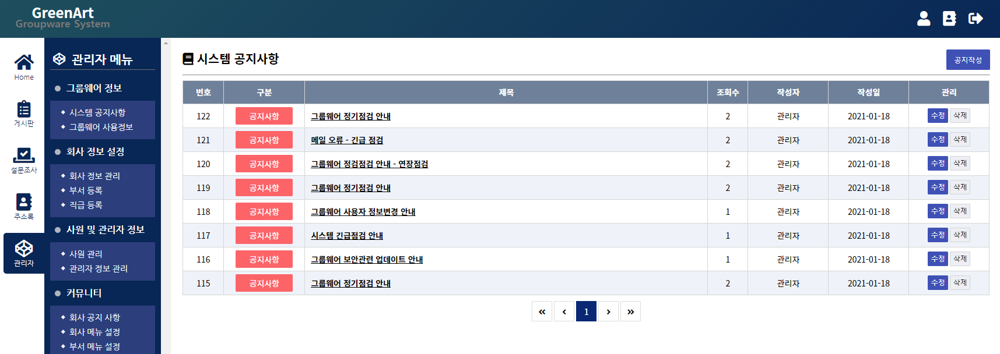 GreenArt
Groupware System
Home
게시판
설문조사
주소록
관리자
관리자 메뉴
그룹웨어 정보
시스템 공지사항
그룹웨어 사용정보
회사 정보 설정
회사 정보 관리
부서 등록
직급 등록
사원 및 관리자 정보
사원 관리
관리자 정보 관리
커뮤니티
회사 공지 사항
회사 메뉴 설정
부서 메뉴 설정
시스템 공지사항
공지작성
번호 구분 제목 조회수 작성자 작성일 관리
122 공지사항 그룹웨어 정기점검 안내 2 관리자 2021-01-18 수정 삭제
121 공지사항 메일 오류 - 긴급 점검 2 관리자 2021-01-18 수정 삭제
120 공지사항 그룹웨어 정검점검 안내 - 연장점검 2 관리자 2021-01-18 수정 삭제
119 공지사항 그룹웨어 정기점검 안내 2 관리자 2021-01-18 수정 삭제
118 공지사항 그룹웨어 사용자 정보변경 안내 1 관리자 2021-01-18 수정 삭제
117 공지사항 시스템 긴급점검 안내 1 관리자 2021-01-18 수정 삭제
116 공지사항 그룹웨어 보안관련 업데이트 안내 1 관리자 2021-01-18 수정 삭제
115 공지사항 그룹웨어 정기점검 안내 2 관리자 2021-01-18 수정 삭제
« ‹ 1 › »